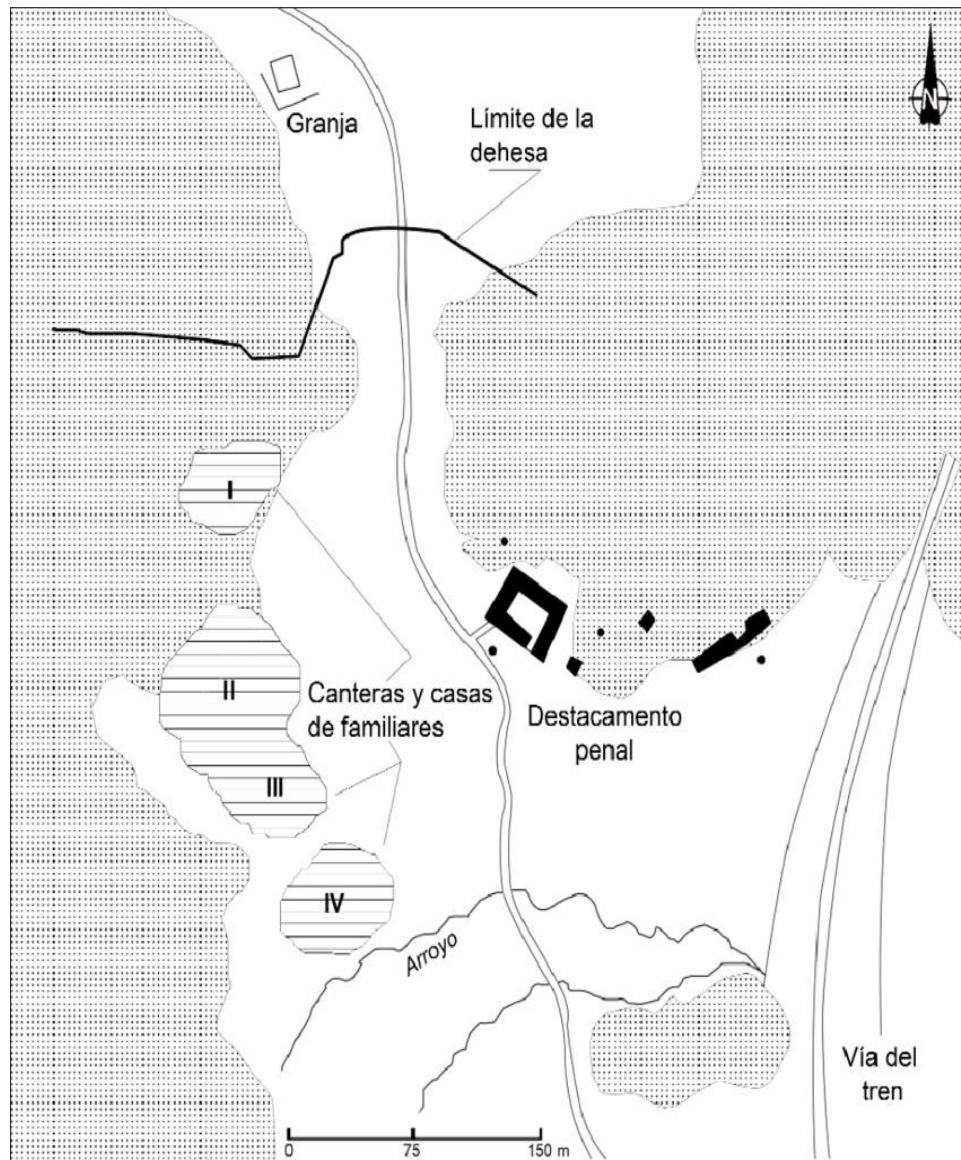 N
Granja
Límite de la
dehesa
I
II
Canteras y casas
de familiares
Destacamento
penal
III
IV
Arroyo
Vía del
tren
0 75 150 m